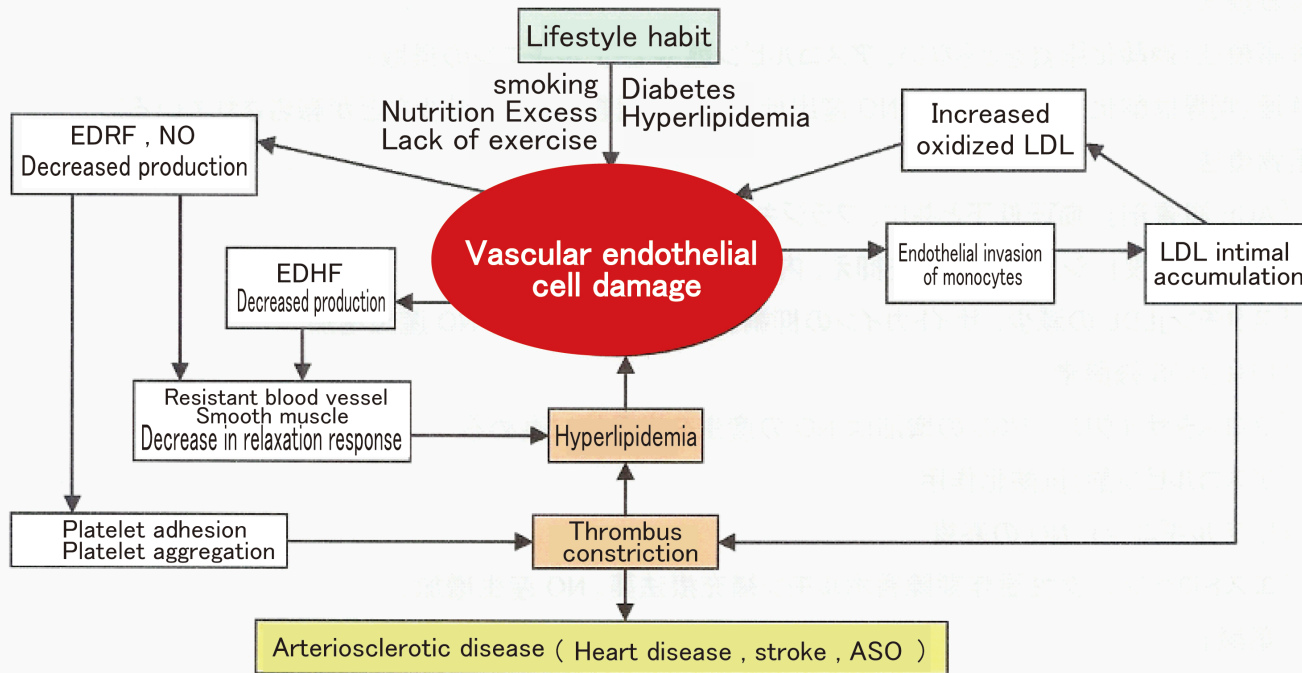 Lifestyle habit
smoking
Nutrition Excess
Lack of exercise
Diabetes
Hyperlipidemia
EDRF , NO
Decreased production
Increased
oxidized LDL
Vascular endothelial
cell damage
Endothelial invasion
of monocytes
LDL intimal
accumulation
EDHF
Decreased production
Resistant blood vessel
Smooth muscle
Decrease in relaxation response
Hyperlipidemia
Platelet adhesion
Platelet aggregation
Thrombus
constriction
Arteriosclerotic disease ( Heart disease , stroke , ASO )